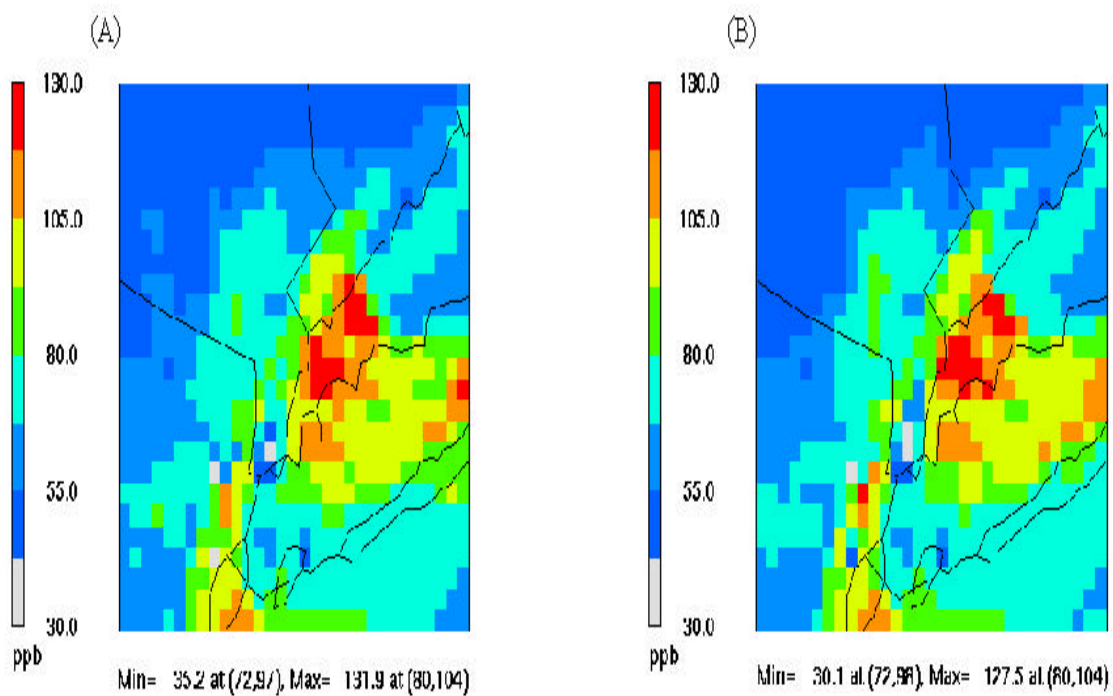 (A)
(B)
130.0
105.0
80.0
55.0
30.0
ppb
130.0
105.0
80.0
55.0
30.0
ppb
Min= 35.2 at (72,97), Max= 131.9 at (80,104)
Min= 30.1 at (72,98), Max= 127.5 at (80,104)